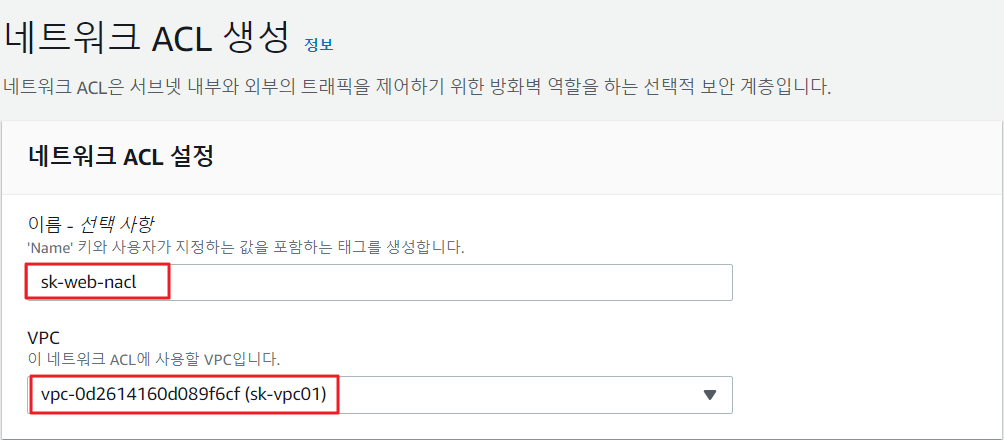 네트워크 ACL 생성 정보
네트워크 ACL은 서브넷 내부와 외부의 트래픽을 제어하기 위한 방화벽 역할을 하는 선택적 보안 계층입니다.
네트워크 ACL 설정
이름 - 선택 사항
'Name' 키와 사용자가 지정하는 값을 포함하는 태그를 생성합니다.
sk-web-nacl
VPC
이 네트워크 ACL에 사용할 VPC입니다.
vpc-0d2614160d089f6cf (sk-vpc01)